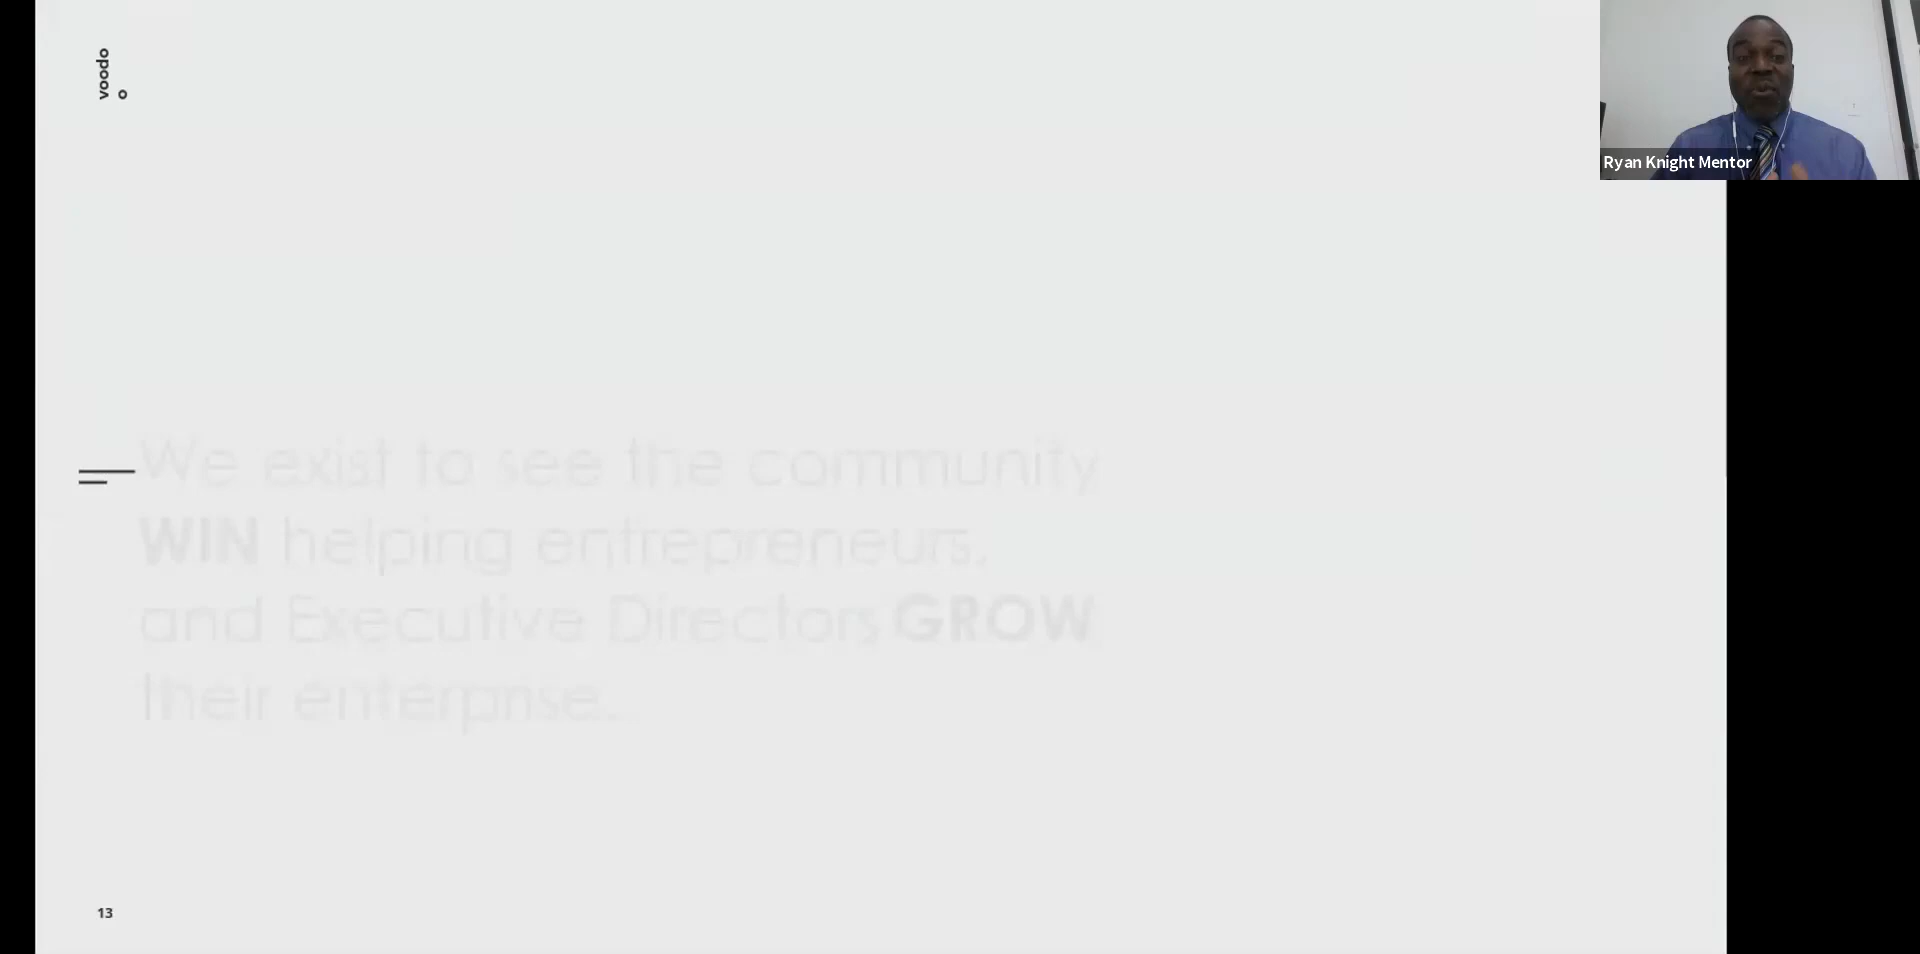 voodo
o
Ryan Knight Mentor
We exist to see the community
WIN helping entrepreneurs,
and Executive Directors GROW
their enterprise.
13